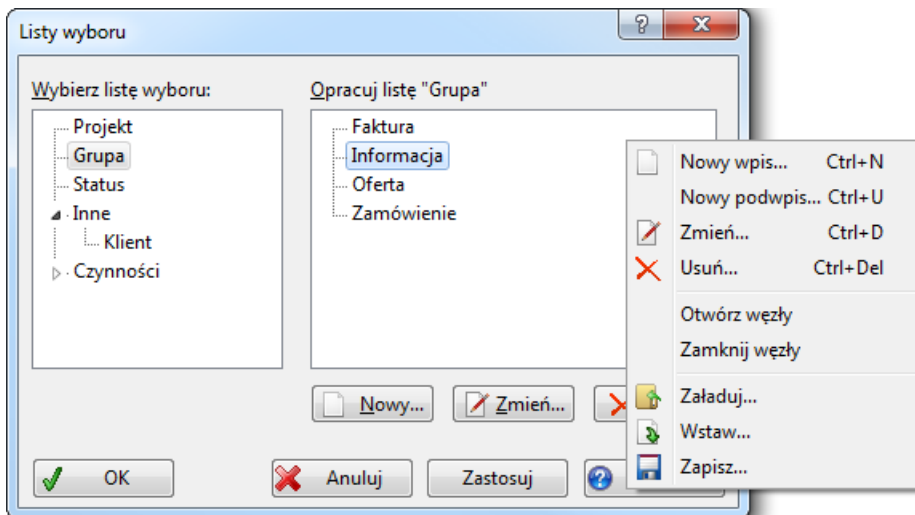 Listy wyboru
Wybierz listę wyboru:
Projekt
Grupa
Status
Inne
Klient
Czynności
Opracuj listę "Grupa"
Faktura
Informacja
Oferta
Zamówienie
Nowy wpis... Ctrl+N
Nowy podwpis... Ctrl+U
Zmień... Ctrl+D
Usuń... Ctrl+Del
Otwórz węzły
Zamknij węzły
Załaduj...
Wstaw...
Zapisz...
Nowy... Zmień...
OK Anuluj Zastosuj